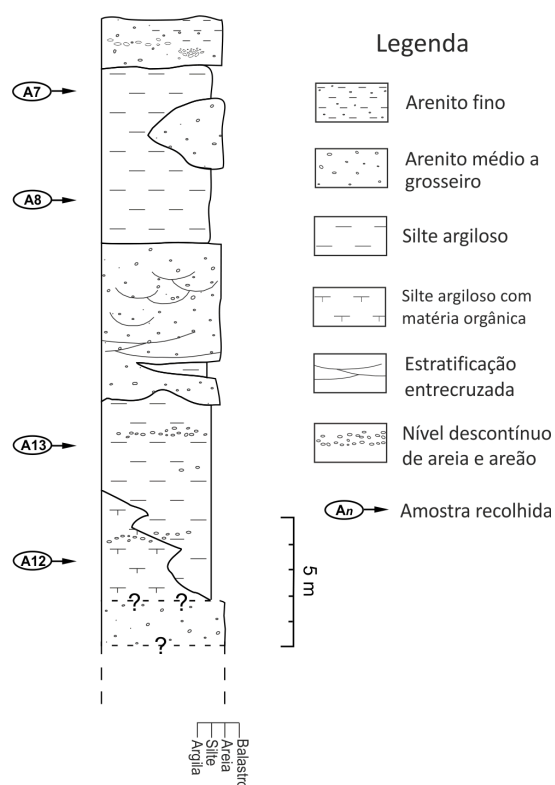 Legenda
A7
Arenito fino
Arenito médio a
grosseiro
A8
Silte argiloso
Silte argiloso com
matéria orgânica
Estratificação
entrecruzada
A13
Nível descontínuo
de areia e areão
An
Amostra recolhida
A12
5 m
? ?
?
Argila
Silte
Areia
Balastro